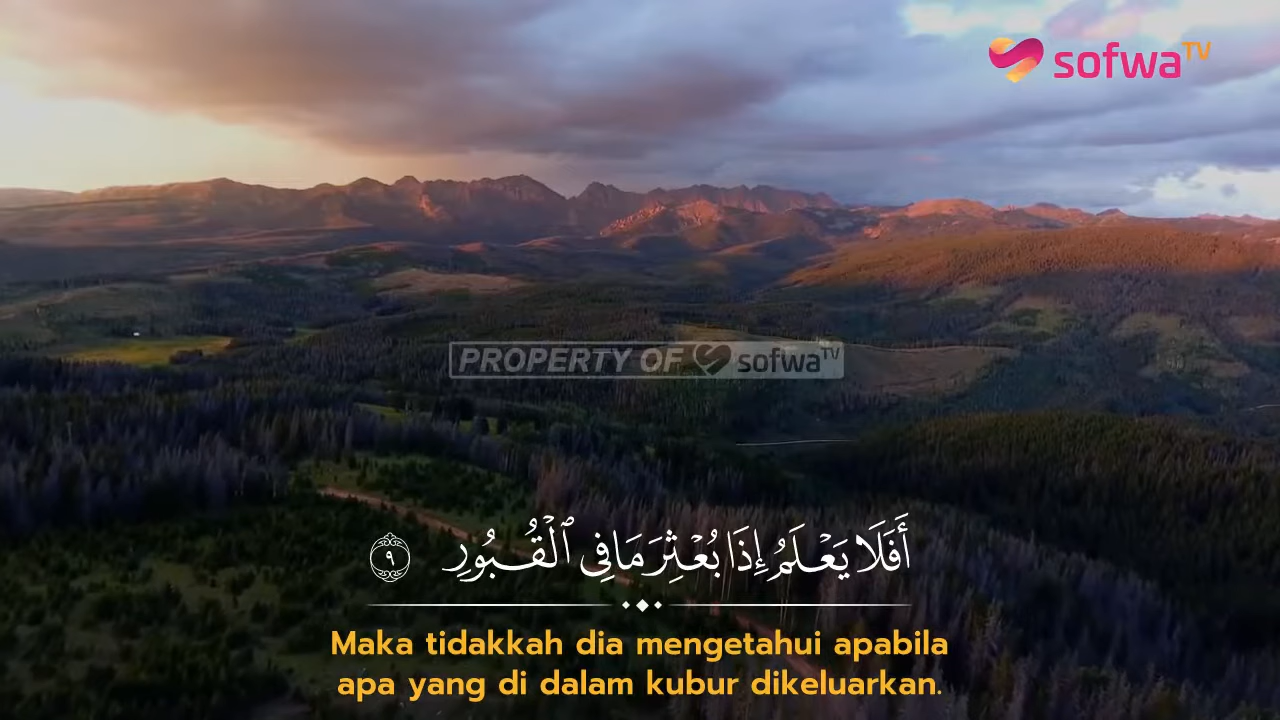 sofwaTV
PROPERTY OF sofwaTV
أَفَلَا يَعْلَمُ إِذَا بُعْثِرَ مَا فِي ٱلْقُبُورِ ٩
Maka tidakkah dia mengetahui apabila
apa yang di dalam kubur dikeluarkan.